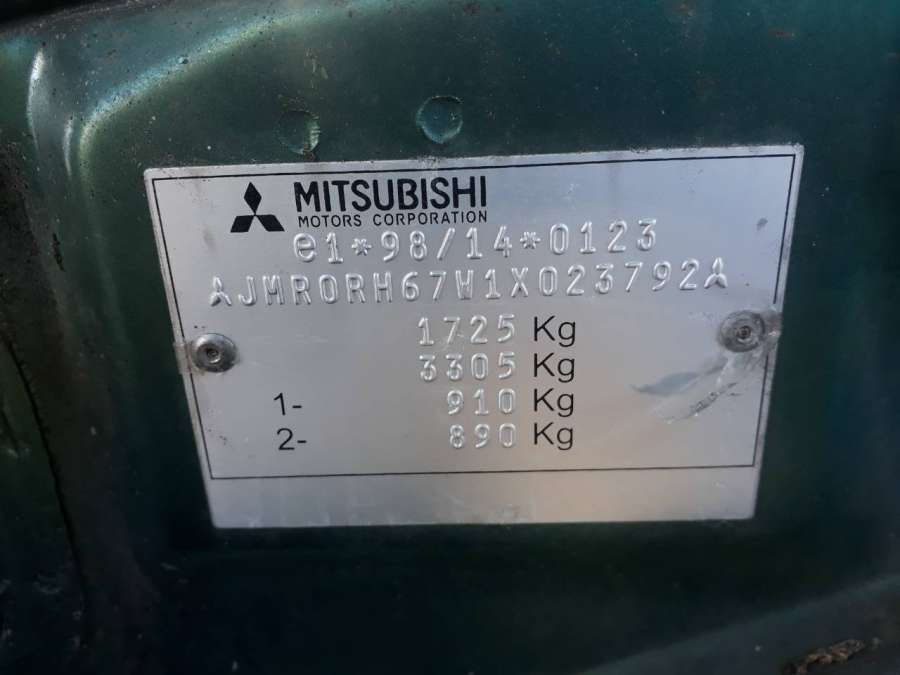 MITSUBISHI
MOTORS CORPORATION
e1*98/14*0123
JMR0RH67W1X023792
1725 Kg
3305 Kg
1- 910 Kg
2- 890 Kg